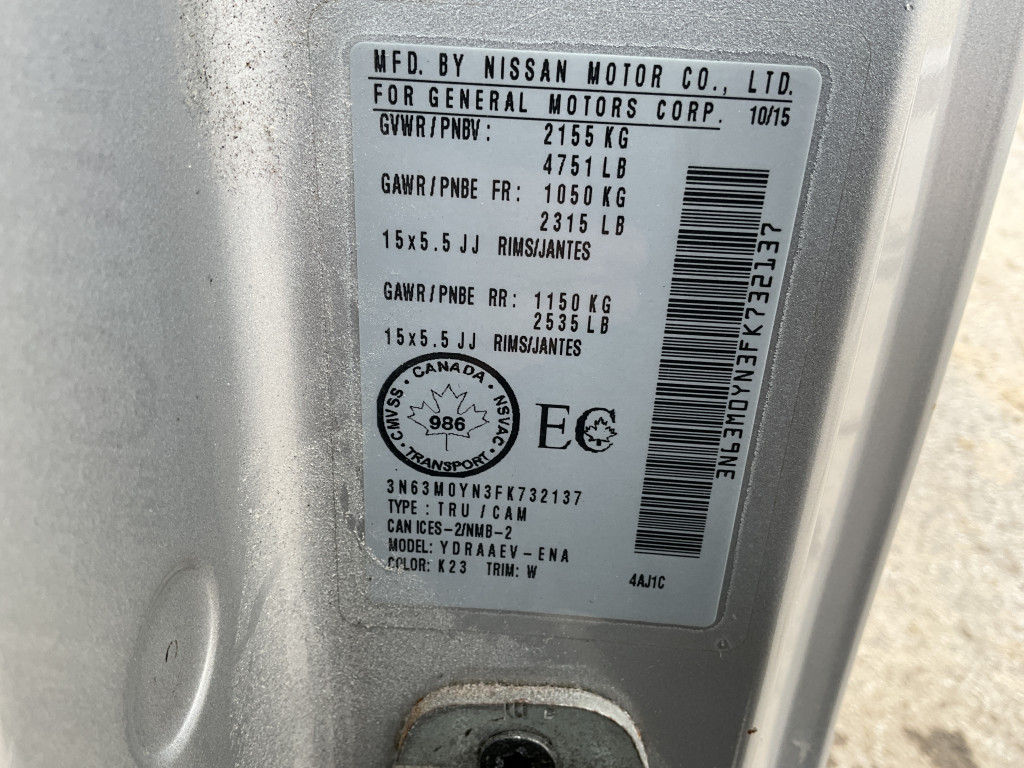 MFD. BY NISSAN MOTOR CO., LTD.
FOR GENERAL MOTORS CORP. 10/15
GVWR/PNBV: 2155 KG
4751 LB
GAWR/PNBE FR: 1050 KG
2315 LB
15x5.5 JJ RIMS/JANTES
GAWR/PNBE RR: 1150 KG
2535 LB
15x5.5 JJ RIMS/JANTES
CANADA
CMVSS • NSVAC
986
TRANSPORT
EC
3N63M0YN3FK732137
TYPE: TRU/CAM
CAN ICES-2/NMB-2
MODEL: YDRAAEV-ENA
COLOR: K23 TRIM: W
4AJ1C
3N63M0YN3FK732137